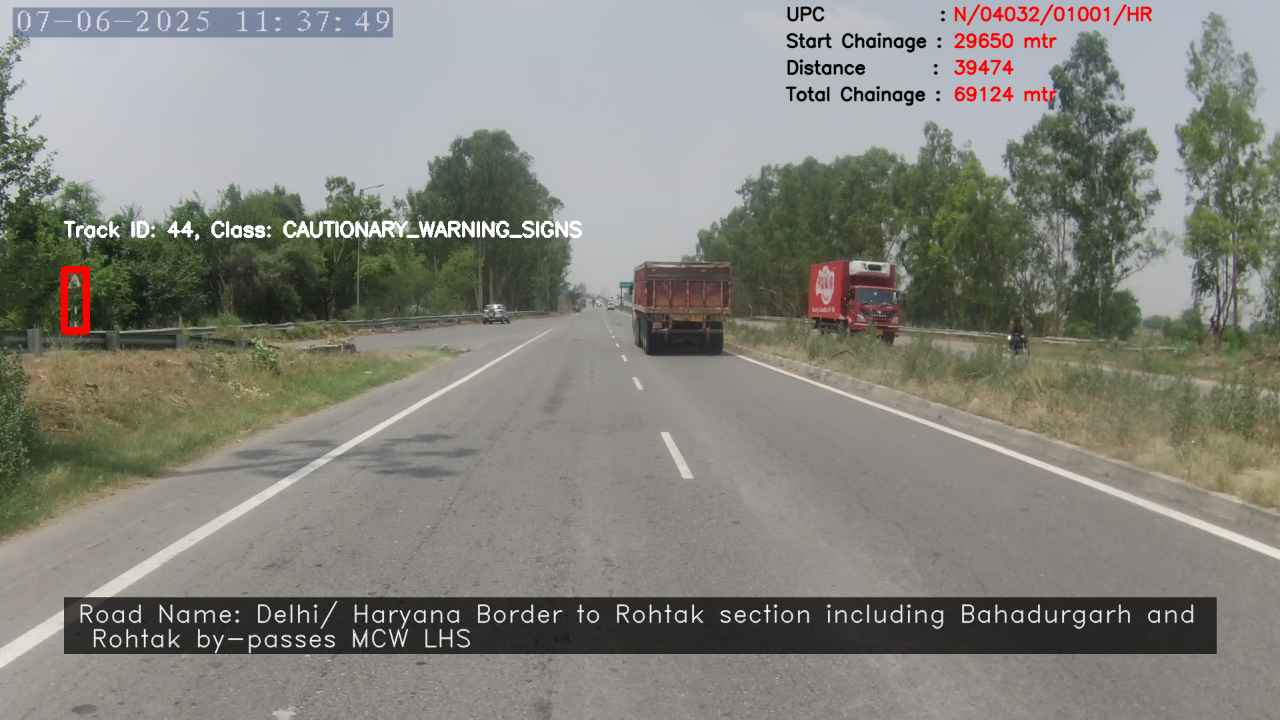 07-06-2025 11:37:49
UPC : N/04032/01001/HR
Start Chainage : 29650 mtr
Distance : 39474
Total Chainage : 69124 mtr
Track ID: 44, Class: CAUTIONARY_WARNING_SIGNS
Road Name: Delhi/ Haryana Border to Rohtak section including Bahadurgarh and
Rohtak by-passes MCW LHS